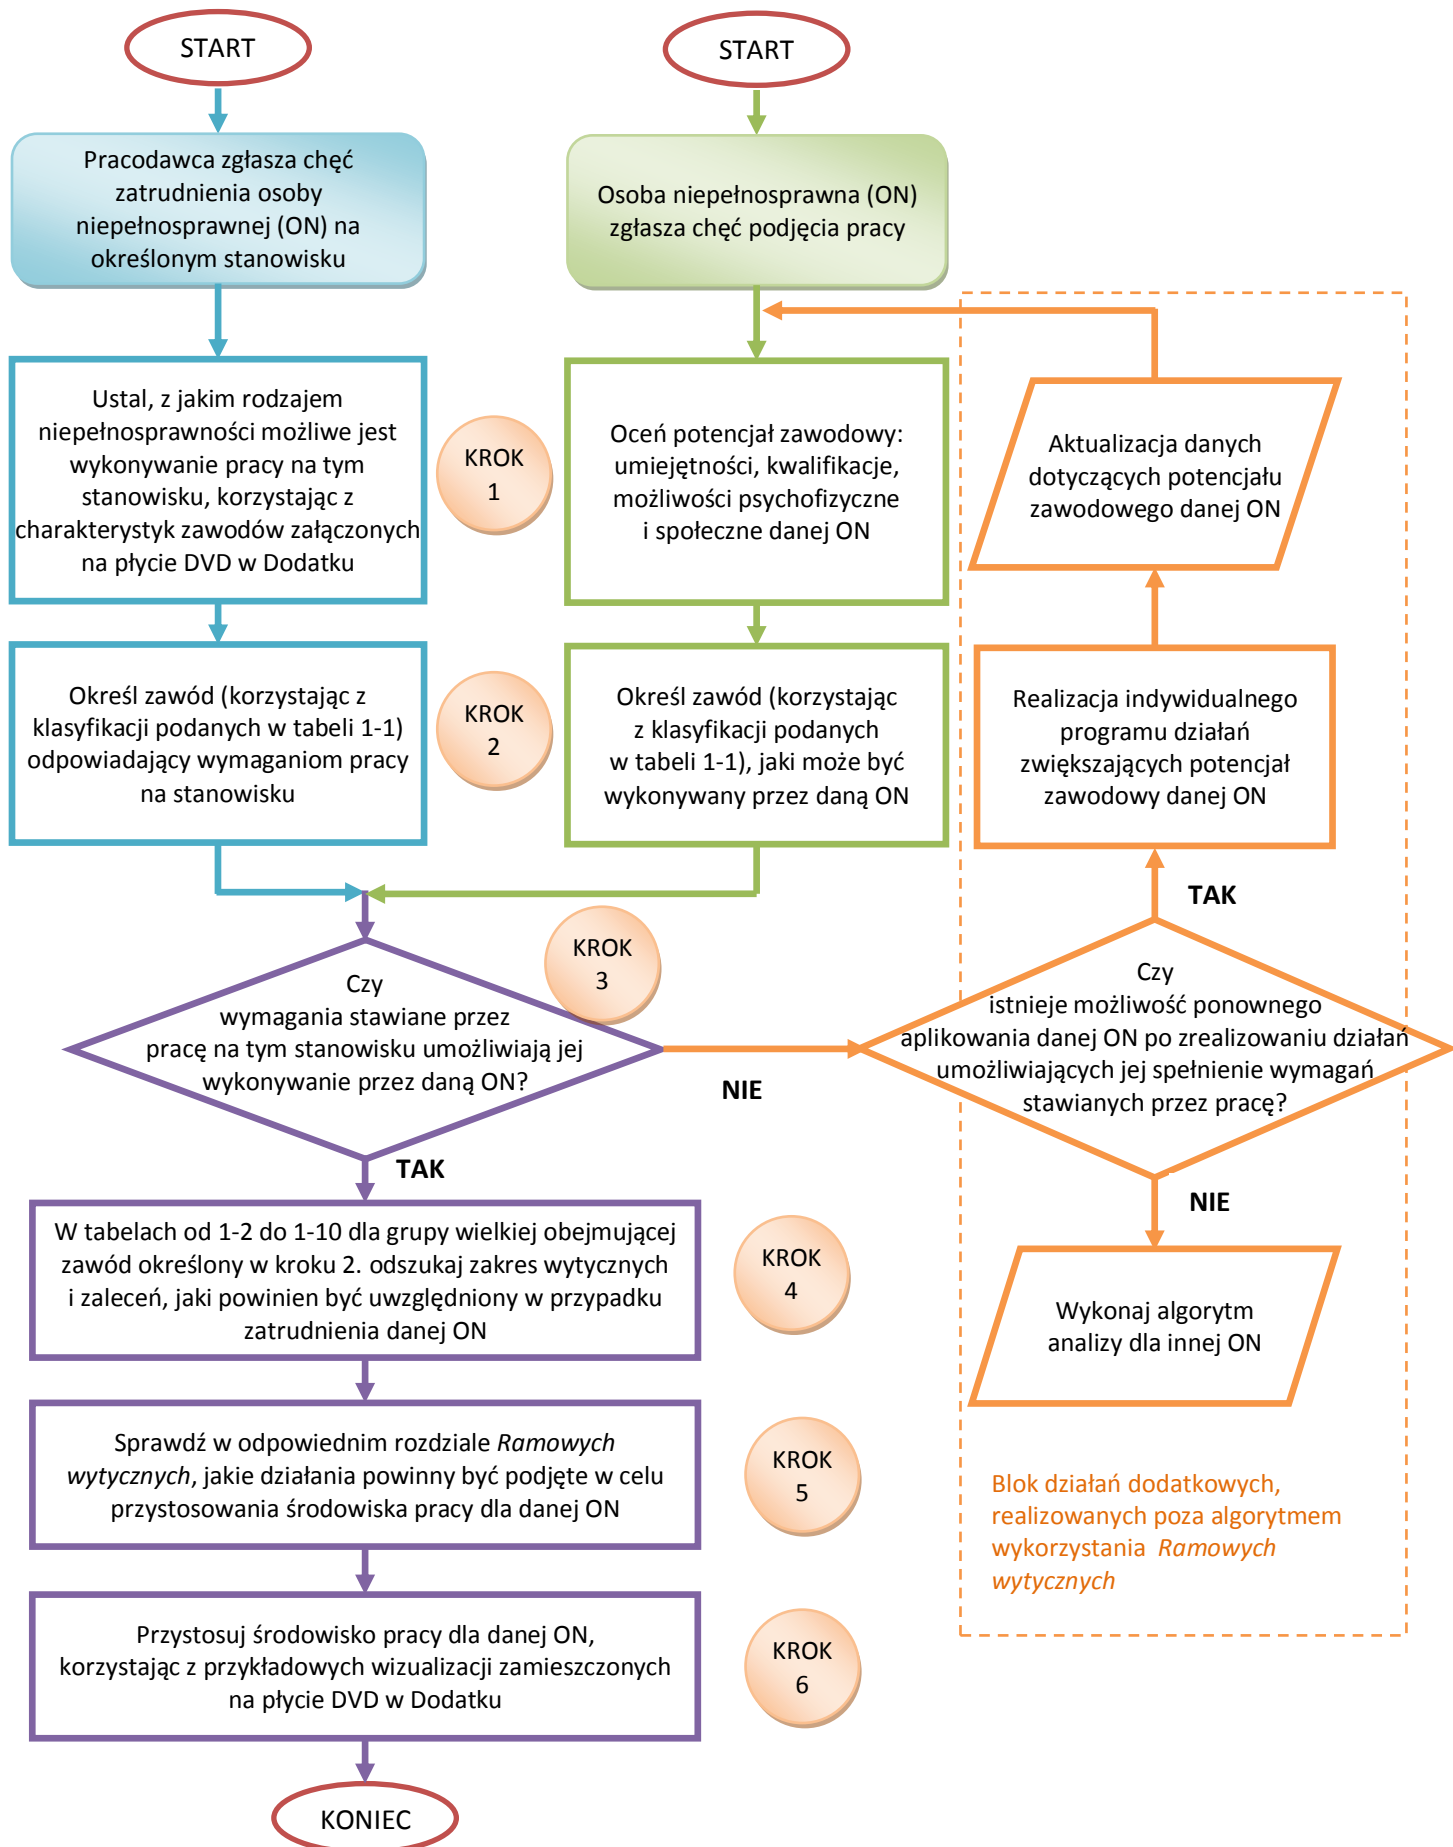 START
START
Pracodawca zgłasza chęć
zatrudnienia osoby
niepełnosprawnej (ON) na
określonym stanowisku
Osoba niepełnosprawna (ON)
zgłasza chęć podjęcia pracy
Ustal, z jakim rodzajem
niepełnosprawności możliwe jest
wykonywanie pracy na tym
stanowisku, korzystając z
charakterystyk zawodów załączonych
na płycie DVD w Dodatku
KROK
1
Oceń potencjał zawodowy:
umiejętności, kwalifikacje,
możliwości psychofizyczne
i społeczne danej ON
Aktualizacja danych
dotyczących potencjału
zawodowego danej ON
Określ zawód (korzystając z
klasyfikacji podanych w tabeli 1-1)
odpowiadający wymaganiom pracy
na stanowisku
KROK
2
Określ zawód (korzystając
z klasyfikacji podanych
w tabeli 1-1), jaki może być
wykonywany przez daną ON
Realizacja indywidualnego
programu działań
zwiększających potencjał
zawodowy danej ON
TAK
KROK
3
Czy
wymagania stawiane przez
pracę na tym stanowisku umożliwiają jej
wykonywanie przez daną ON?
NIE
Czy
istnieje możliwość ponownego
aplikowania danej ON po zrealizowaniu działań
umożliwiających jej spełnienie wymagań
stawianych przez pracę?
TAK
NIE
W tabelach od 1-2 do 1-10 dla grupy wielkiej obejmującej
zawód określony w kroku 2. odszukaj zakres wytycznych
i zaleceń, jaki powinien być uwzględniony w przypadku
zatrudnienia danej ON
KROK
4
Wykonaj algorytm
analizy dla innej ON
Sprawdź w odpowiednim rozdziale Ramowych
wytycznych, jakie działania powinny być podjęte w celu
przystosowania środowiska pracy dla danej ON
KROK
5
Blok działań dodatkowych,
realizowanych poza algorytmem
wykorzystania Ramowych
wytycznych
Przystosuj środowisko pracy dla danej ON,
korzystając z przykładowych wizualizacji zamieszczonych
na płycie DVD w Dodatku
KROK
6
KONIEC